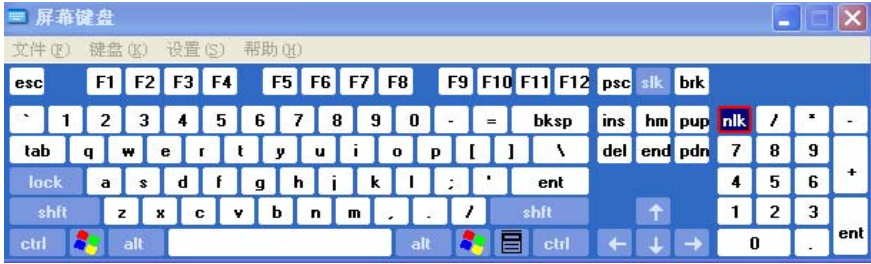 屏幕键盘
文件(F) 键盘(K) 设置(S) 帮助(H)
esc F1 F2 F3 F4 F5 F6 F7 F8 F9 F10 F11 F12 psc slk brk
` 1 2 3 4 5 6 7 8 9 0 - = bksp ins hm pup nlk / * -
tab q w e r t y u i o p [ ] \ del end pdn 7 8 9 +
lock a s d f g h j k l ; ' ent 4 5 6
shft z x c v b n m , . / shft ↑ 1 2 3 ent
ctrl alt alt ctrl ← ↓ → 0 .